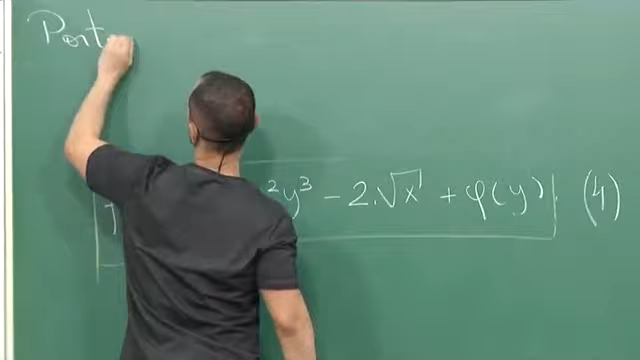 Port
²y³ - 2.√x + φ(y) (4)